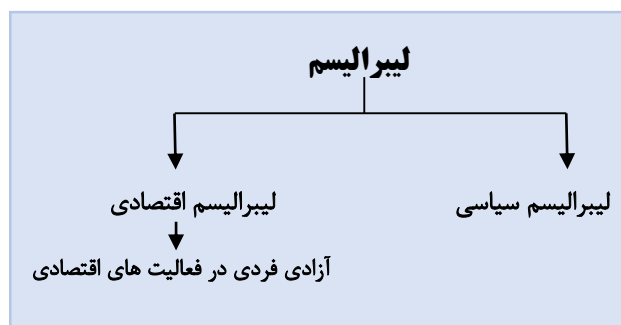 لیبرالیسم
لیبرالیسم سیاسی
لیبرالیسم اقتصادی
آزادی فردی در فعالیت های اقتصادی